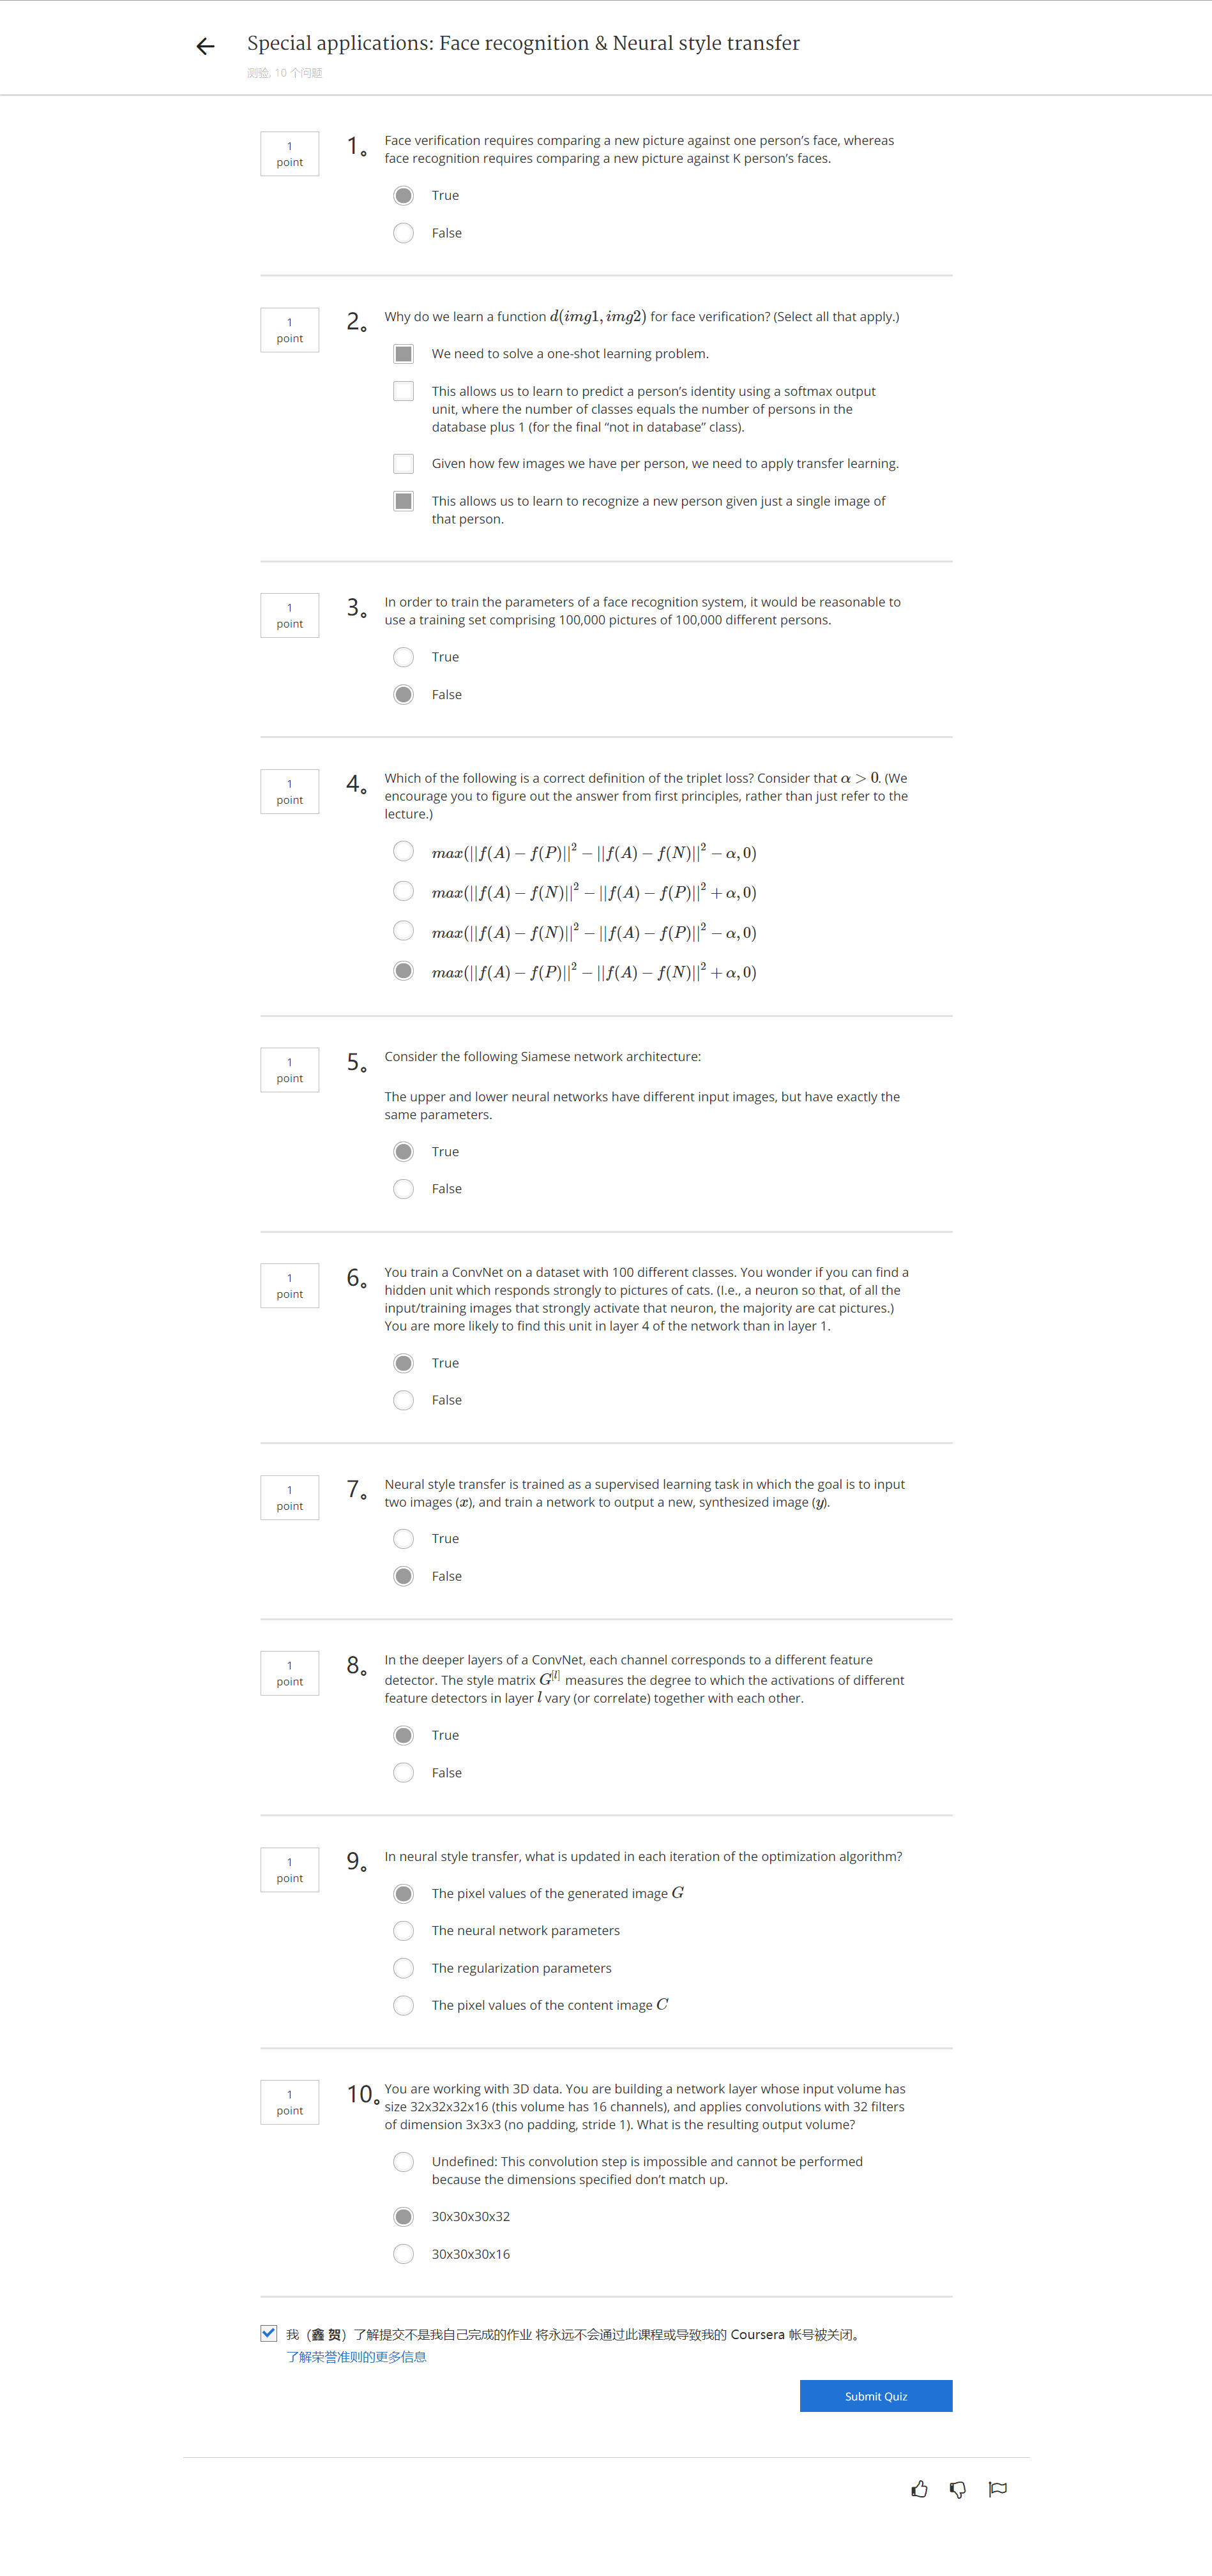 Special applications: Face recognition & Neural style transfer
测验, 10 个问题
1
point
1。
Face verification requires comparing a new picture against one person’s face, whereas
face recognition requires comparing a new picture against K person’s faces.
True
False
1
point
2。
Why do we learn a function d(img1, img2) for face verification? (Select all that apply.)
We need to solve a one-shot learning problem.
This allows us to learn to predict a person’s identity using a softmax output
unit, where the number of classes equals the number of persons in the
database plus 1 (for the final “not in database” class).
Given how few images we have per person, we need to apply transfer learning.
This allows us to learn to recognize a new person given just a single image of
that person.
1
point
3。
In order to train the parameters of a face recognition system, it would be reasonable to
use a training set comprising 100,000 pictures of 100,000 different persons.
True
False
1
point
4。
Which of the following is a correct definition of the triplet loss? Consider that α > 0. (We
encourage you to figure out the answer from first principles, rather than just refer to the
lecture.)
max(||f(A) − f(P)||² − ||f(A) − f(N)||² − α, 0)
max(||f(A) − f(N)||² − ||f(A) − f(P)||² + α, 0)
max(||f(A) − f(N)||² − ||f(A) − f(P)||² − α, 0)
max(||f(A) − f(P)||² − ||f(A) − f(N)||² + α, 0)
1
point
5。
Consider the following Siamese network architecture:
The upper and lower neural networks have different input images, but have exactly the
same parameters.
True
False
1
point
6。
You train a ConvNet on a dataset with 100 different classes. You wonder if you can find a
hidden unit which responds strongly to pictures of cats. (I.e., a neuron so that, of all the
input/training images that strongly activate that neuron, the majority are cat pictures.)
You are more likely to find this unit in layer 4 of the network than in layer 1.
True
False
1
point
7。
Neural style transfer is trained as a supervised learning task in which the goal is to input
two images (x), and train a network to output a new, synthesized image (y).
True
False
1
point
8。
In the deeper layers of a ConvNet, each channel corresponds to a different feature
detector. The style matrix G^[l] measures the degree to which the activations of different
feature detectors in layer l vary (or correlate) together with each other.
True
False
1
point
9。
In neural style transfer, what is updated in each iteration of the optimization algorithm?
The pixel values of the generated image G
The neural network parameters
The regularization parameters
The pixel values of the content image C
1
point
10。
You are working with 3D data. You are building a network layer whose input volume has
size 32x32x32x16 (this volume has 16 channels), and applies convolutions with 32 filters
of dimension 3x3x3 (no padding, stride 1). What is the resulting output volume?
Undefined: This convolution step is impossible and cannot be performed
because the dimensions specified don’t match up.
30x30x30x32
30x30x30x16
我（鑫 贺）了解提交不是我自己完成的作业 将永远不会通过此课程或导致我的 Coursera 帐号被关闭。
了解荣誉准则的更多信息
Submit Quiz